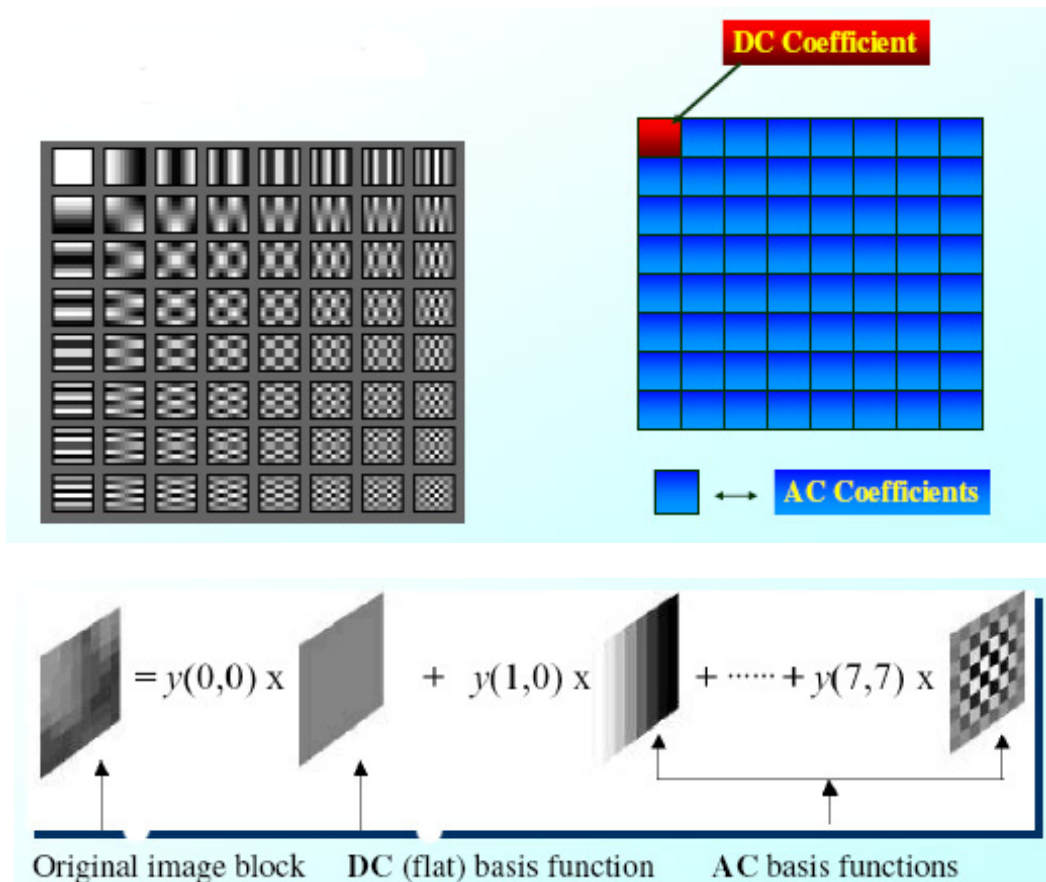 DC Coefficient
AC Coefficients
= y(0,0) x + y(1,0) x + ······ + y(7,7) x
Original image block DC (flat) basis function AC basis functions